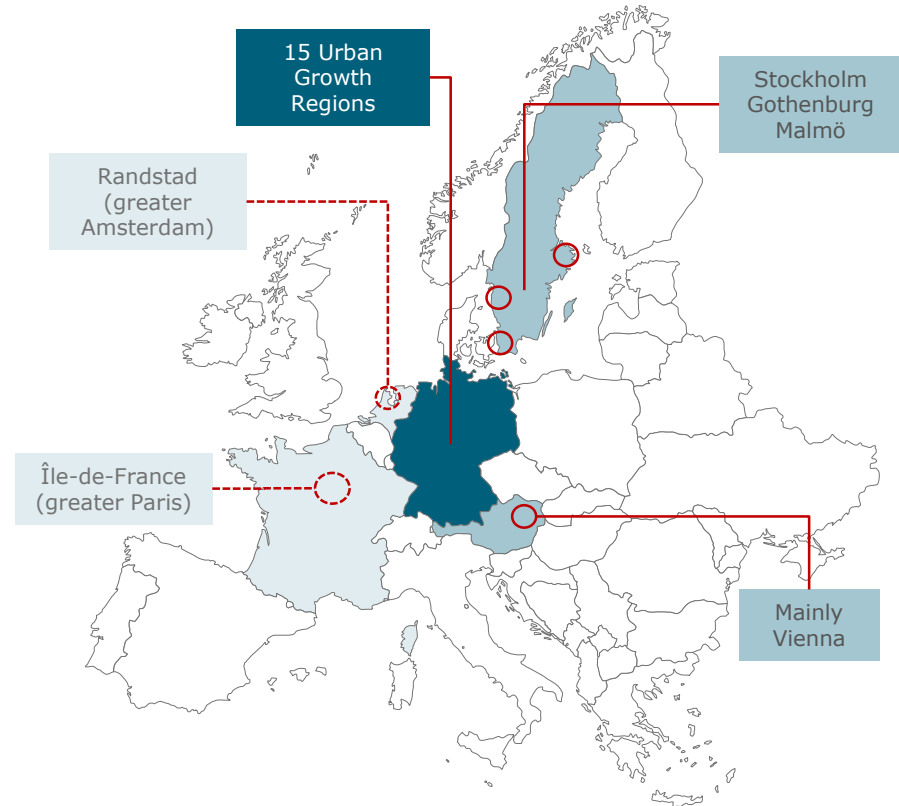 15 Urban
Growth
Regions
Stockholm
Gothenburg
Malmö
Randstad
(greater
Amsterdam)
Île-de-France
(greater Paris)
Mainly
Vienna